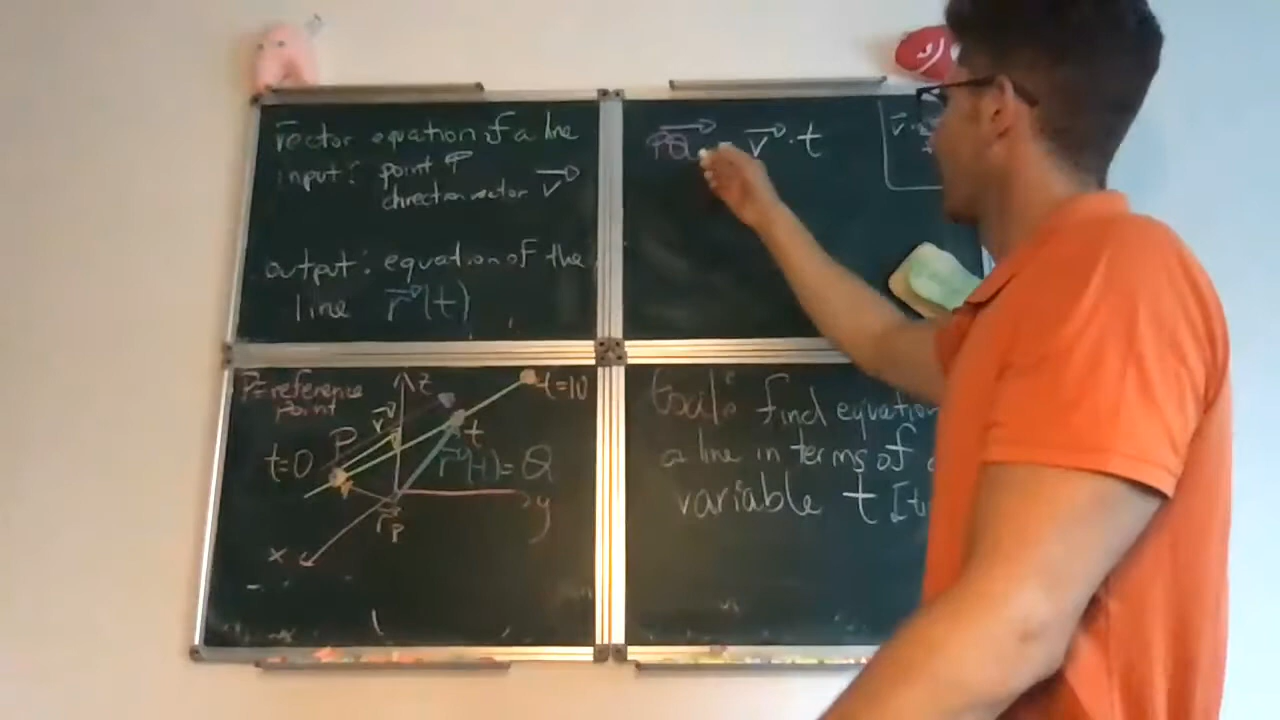 vector equation of a line
input: point P
direction vector v
output: equation of the
line r(t)
PQ = v · t
v ·
P=reference
point
z
t=10
v
P
t
t=0
r(t)=Q
r_P
y
x
find equation
a line in terms of
variable t